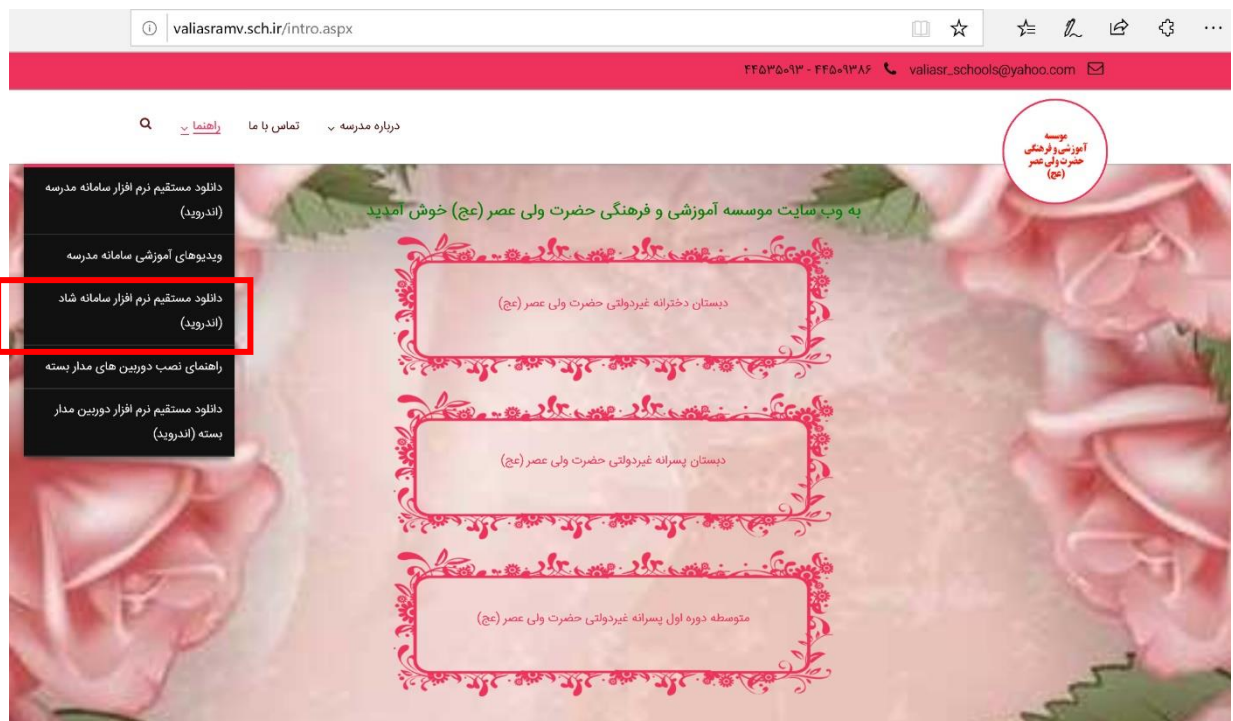 valiasramv.sch.ir/intro.aspx
valiasr_schools@yahoo.com
۴۴۵۳۵۰۹۳ - ۴۴۵۰۹۳۸۶
موسسه
آموزشی و فرهنگی
حضرت ولی عصر
(عج)
درباره مدرسه
تماس با ما
راهنما
دانلود مستقیم نرم افزار سامانه مدرسه
(اندروید)
ویدیوهای آموزشی سامانه مدرسه
دانلود مستقیم نرم افزار سامانه شاد
(اندروید)
راهنمای نصب دوربین های مدار بسته
دانلود مستقیم نرم افزار دوربین مدار
بسته (اندروید)
به وب سایت موسسه آموزشی و فرهنگی حضرت ولی عصر (عج) خوش آمدید
دبستان دخترانه غیردولتی حضرت ولی عصر (عج)
دبستان پسرانه غیردولتی حضرت ولی عصر (عج)
متوسطه دوره اول پسرانه غیردولتی حضرت ولی عصر (عج)